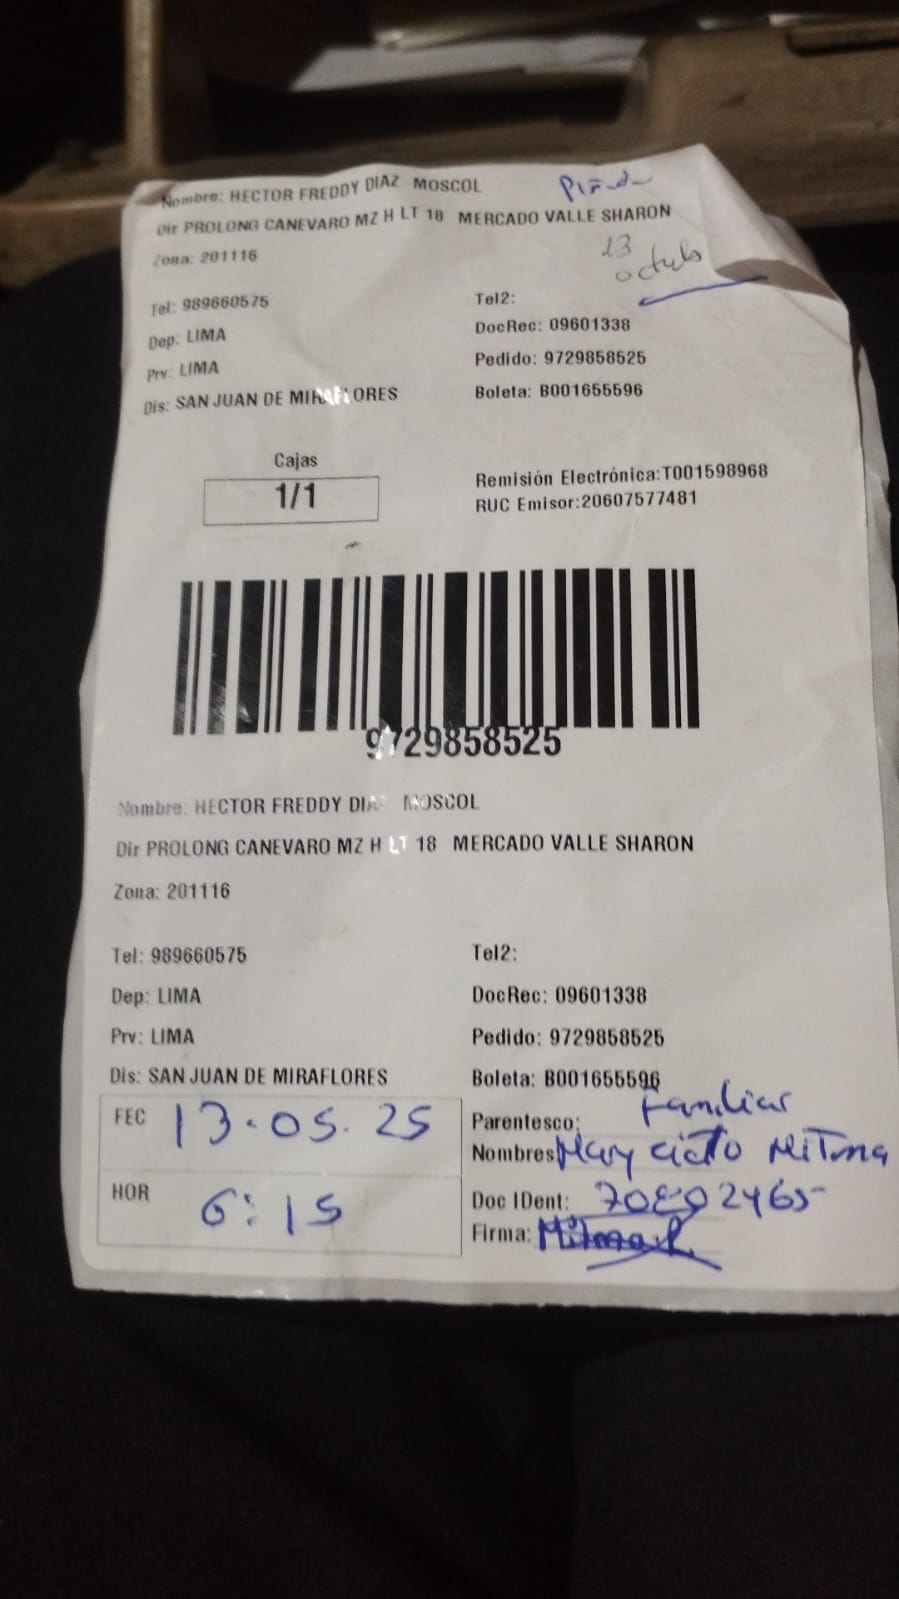 Nombre: HECTOR FREDDY DIAZ MOSCOL
Dir PROLONG CANEVARO MZ H LT 18 MERCADO VALLE SHARON
Zona: 201116
13
Tel: 989660575 Tel2:
Dep: LIMA DocRec: 09601338
Prv: LIMA Pedido: 9729858525
Dis: SAN JUAN DE MIRAFLORES Boleta: B001655596
Cajas
1/1
Remisión Electrónica:T001598968
RUC Emisor:20607577481
9729858525
Nombre: HECTOR FREDDY DIAZ MOSCOL
Dir PROLONG CANEVARO MZ H LT 18 MERCADO VALLE SHARON
Zona: 201116
Tel: 989660575 Tel2:
Dep: LIMA DocRec: 09601338
Prv: LIMA Pedido: 9729858525
Dis: SAN JUAN DE MIRAFLORES Boleta: B001655596
FEC 13-05.25
HOR 6:15
Parentesco: familiar
Nombres: Mary Mitma
Doc IDent:
Firma: